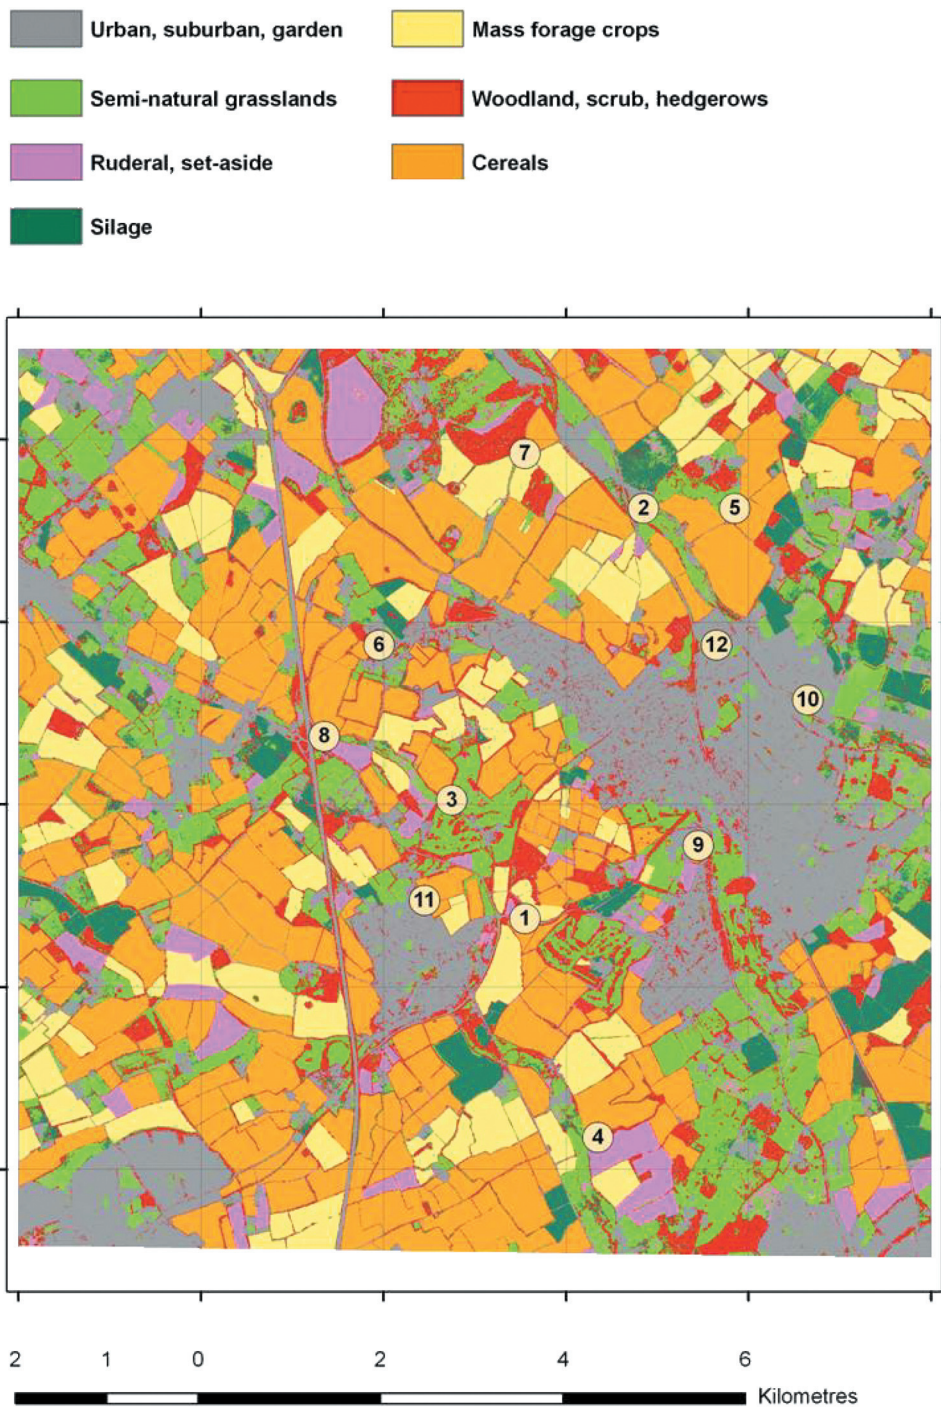 Urban, suburban, garden
Mass forage crops
Semi-natural grasslands
Woodland, scrub, hedgerows
Ruderal, set-aside
Cereals
Silage
7
2
5
6
12
10
8
3
9
11
1
4
2 1 0 2 4 6
Kilometres